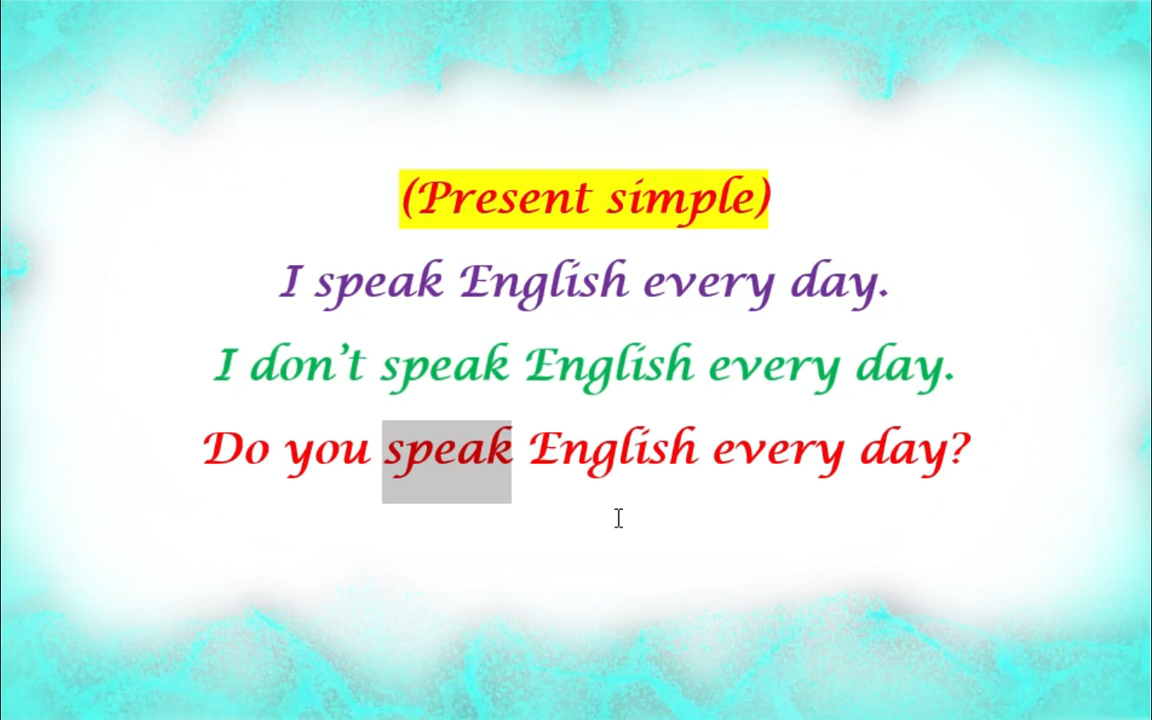 (Present simple)
I speak English every day.
I don’t speak English every day.
Do you speak English every day?